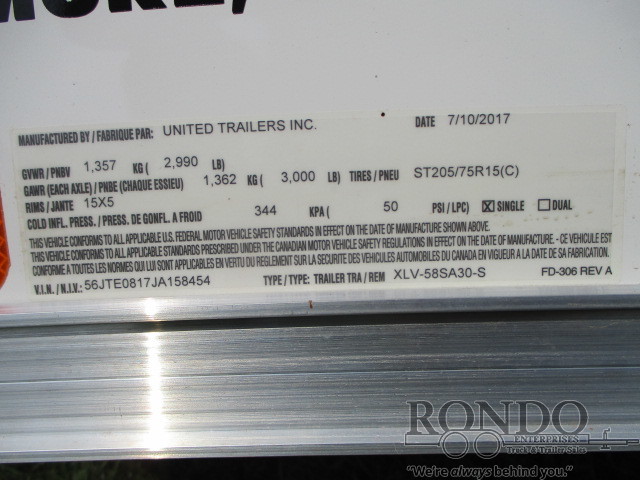 MORE,
MANUFACTURED BY / FABRIQUE PAR: UNITED TRAILERS INC. DATE 7/10/2017
GVWR / PNBV 1,357 KG ( 2,990 LB)
GAWR (EACH AXLE) / PNBE (CHAQUE ESSIEU) 1,362 KG ( 3,000 LB) TIRES / PNEU ST205/75R15(C)
RIMS / JANTE 15X5
COLD INFL. PRESS. / PRESS. DE GONFL. A FROID 344 KPA ( 50 PSI / LPC) ☒ SINGLE ☐ DUAL
THIS VEHICLE CONFORMS TO ALL APPLICABLE U.S. FEDERAL MOTOR VEHICLE SAFETY STANDARDS IN EFFECT ON THE DATE OF MANUFACTURE SHOWN ABOVE.
THIS VEHICLE CONFORMS TO ALL APPLICABLE STANDARDS PRESCRIBED UNDER THE CANADIAN MOTOR VEHICLE SAFETY REGULATIONS IN EFFECT ON THE DATE OF MANUFACTURE - CE VEHICULE EST
CONFORME A TOUTES LES NORMES QUI LUI SONT APPLICABLES EN VERTU DU REGLEMENT SUR LA SECURITE DES VEHICULES AUTOMOBILES DU CANADA EN VIGUEUR A LA DATE DE SA FABRICATION.
V.I.N. / N.I.V.: 56JTE0817JA158454 TYPE / TYPE: TRAILER TRA / REM XLV-58SA30-S FD-306 REV A
RONDO
ENTERPRISES
Truck & Trailer Sales
"We're always behind you."